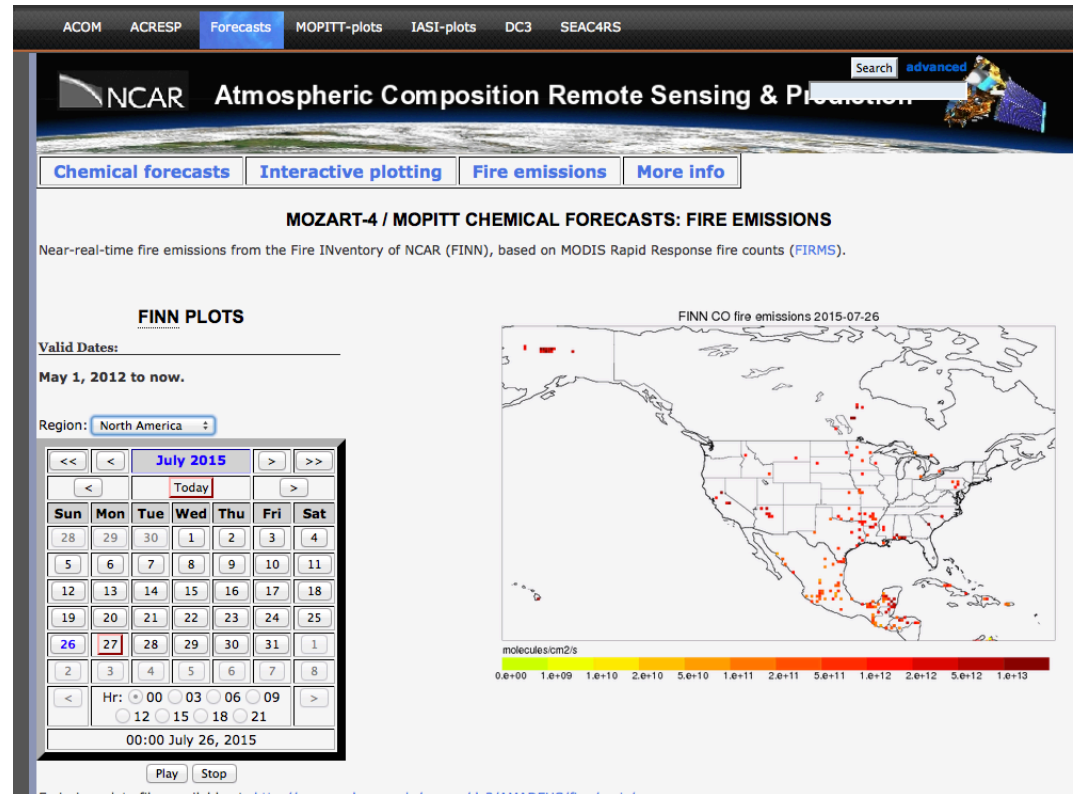 ACOM ACRESP Forecasts MOPITT-plots IASI-plots DC3 SEAC4RS
Search advanced
NCAR Atmospheric Composition Remote Sensing & Prediction
Chemical forecasts Interactive plotting Fire emissions More info
MOZART-4 / MOPITT CHEMICAL FORECASTS: FIRE EMISSIONS
Near-real-time fire emissions from the Fire INventory of NCAR (FINN), based on MODIS Rapid Response fire counts (FIRMS).
FINN PLOTS
Valid Dates:
May 1, 2012 to now.
Region: North America
<< < July 2015 > >>
< Today >
Sun Mon Tue Wed Thu Fri Sat
28 29 30 1 2 3 4
5 6 7 8 9 10 11
12 13 14 15 16 17 18
19 20 21 22 23 24 25
26 27 28 29 30 31 1
2 3 4 5 6 7 8
< Hr: 00 03 06 09 >
12 15 18 21
00:00 July 26, 2015
Play Stop
FINN CO fire emissions 2015-07-26
molecules/cm2/s
0.e+00 1.e+09 1.e+10 2.e+10 5.e+10 1.e+11 2.e+11 5.e+11 1.e+12 2.e+12 5.e+12 1.e+13